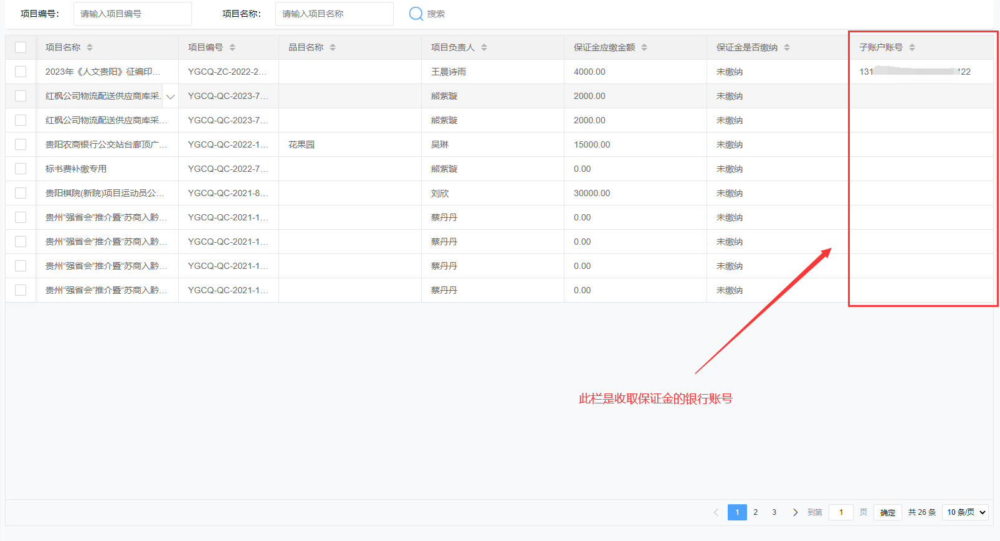 项目编号： 请输入项目编号 项目名称： 请输入项目名称 搜索
项目名称 项目编号 品目名称 项目负责人 保证金应缴金额 保证金是否缴纳 子账户账号
2023年《人文贵阳》征编印... YGCQ-ZC-2022-2... 王晨诗雨 4000.00 未缴纳 131 122
红枫公司物流配送供应商库采. YGCQ-QC-2023-7... 熊紫璇 2000.00 未缴纳
红枫公司物流配送供应商库采... YGCQ-QC-2023-7... 熊紫璇 2000.00 未缴纳
贵阳农商银行公交站台廊顶广... YGCQ-QC-2022-1... 花果园 吴琳 15000.00 未缴纳
标书费补缴专用 YGCQ-QC-2022-7... 熊紫璇 0.00 未缴纳
贵阳棋院(新院)项目运动员公... YGCQ-QC-2021-8... 刘欣 30000.00 未缴纳
贵州“强省会”推介暨“苏商入黔... YGCQ-QC-2021-1... 蔡丹丹 0.00 未缴纳
贵州“强省会”推介暨“苏商入黔... YGCQ-QC-2021-1... 蔡丹丹 0.00 未缴纳
贵州“强省会”推介暨“苏商入黔... YGCQ-QC-2021-1... 蔡丹丹 0.00 未缴纳
贵州“强省会”推介暨“苏商入黔... YGCQ-QC-2021-1... 蔡丹丹 0.00 未缴纳
此栏是收取保证金的银行账号
1 2 3 到第 1 页 确定 共 26 条 10 条/页